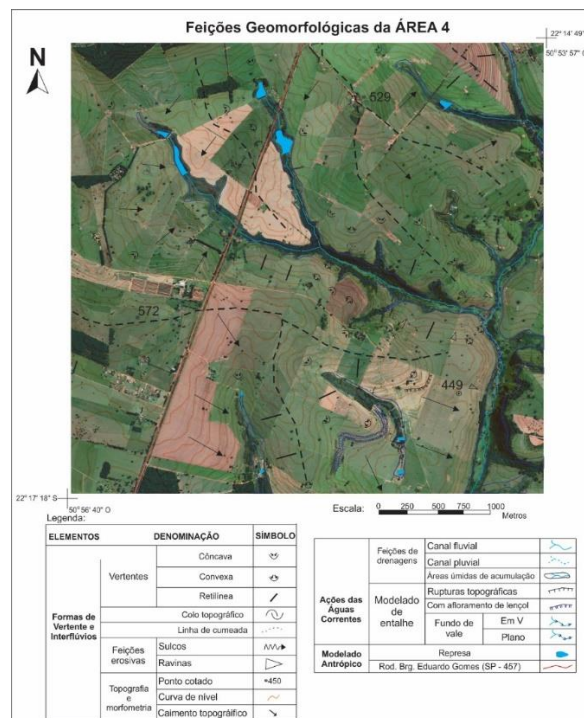 Feições Geomorfológicas da ÁREA 4
22° 14' 49"
50° 53' 57" O
N
529
572
449
22° 17' 18" S
50° 56' 40" O
Escala: 0 250 500 750 1000
Metros
Legenda:
ELEMENTOS DENOMINAÇÃO SÍMBOLO
Formas de Vertente e Interflúvios
Vertentes
Côncava
Convexa
Retilínea
Colo topográfico
Linha de cumeada
Feições erosivas
Sulcos
Ravinas
Topografia e morfometria
Ponto cotado •450
Curva de nível
Caimento topográifico
Ações das Águas Correntes
Feições de drenagens
Canal fluvial
Canal pluvial
Áreas úmidas de acumulação
Modelado de entalhe
Rupturas topográficas
Com afloramento de lençol
Fundo de vale
Em V
Plano
Modelado Antrópico
Represa
Rod. Brg. Eduardo Gomes (SP - 457)